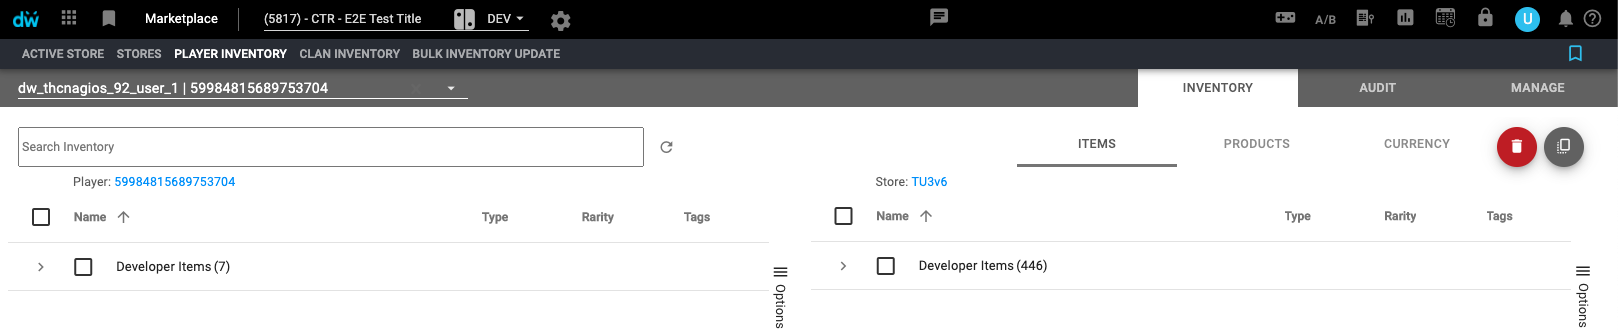 dw Marketplace (5817) - CTR - E2E Test Title DEV A/B U
ACTIVE STORE STORES PLAYER INVENTORY CLAN INVENTORY BULK INVENTORY UPDATE
dw_thcnagios_92_user_1 | 59984815689753704 INVENTORY AUDIT MANAGE
Search Inventory ITEMS PRODUCTS CURRENCY
Player: 59984815689753704 Store: TU3v6
Name Type Rarity Tags Name Type Rarity Tags
Developer Items (7) Developer Items (446)
Options Options